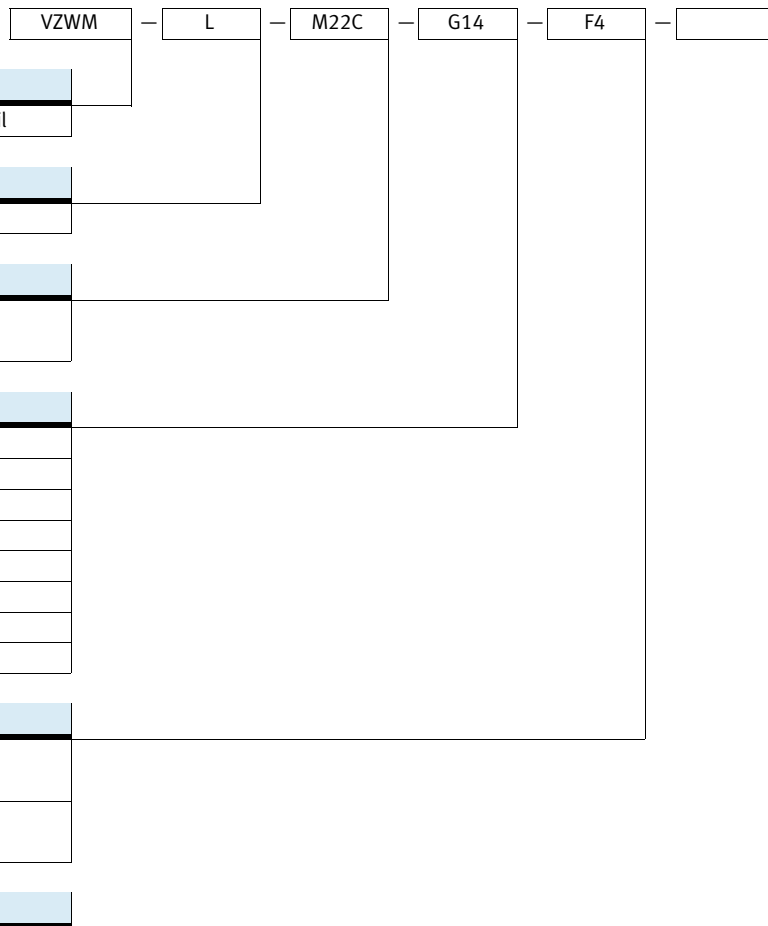 VZWM — L — M22C — G14 — F4 —